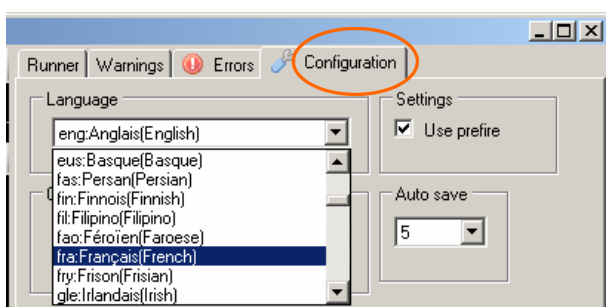 Runner Warnings Errors Configuration
Language
Settings
eng:Anglais(English)
Use prefire
eus:Basque(Basque)
fas:Persan(Persian)
fin:Finnois(Finnish)
fil:Filipino(Filipino)
fao:Féroïen(Faroese)
fra:Français(French)
fry:Frison(Frisian)
gle:Irlandais(Irish)
Auto save
5